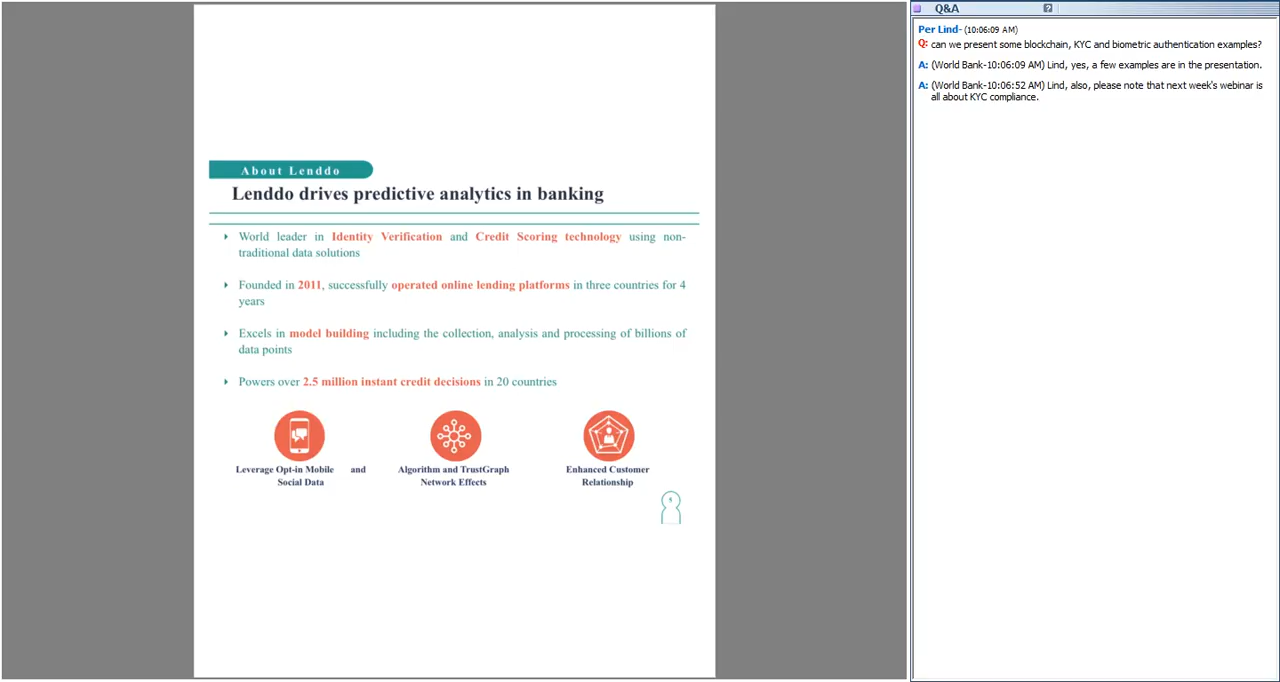 About Lenddo
Lenddo drives predictive analytics in banking
World leader in Identity Verification and Credit Scoring technology using non-
traditional data solutions
Founded in 2011, successfully operated online lending platforms in three countries for 4
years
Excels in model building including the collection, analysis and processing of billions of
data points
Powers over 2.5 million instant credit decisions in 20 countries
Leverage Opt-in Mobile and
Social Data
Algorithm and TrustGraph
Network Effects
Enhanced Customer
Relationship
Q&A
Per Lind- (10:06:09 AM)
Q: can we present some blockchain, KYC and biometric authentication examples?
A: (World Bank-10:06:09 AM) Lind, yes, a few examples are in the presentation.
A: (World Bank-10:06:52 AM) Lind, also, please note that next week's webinar is
all about KYC compliance.